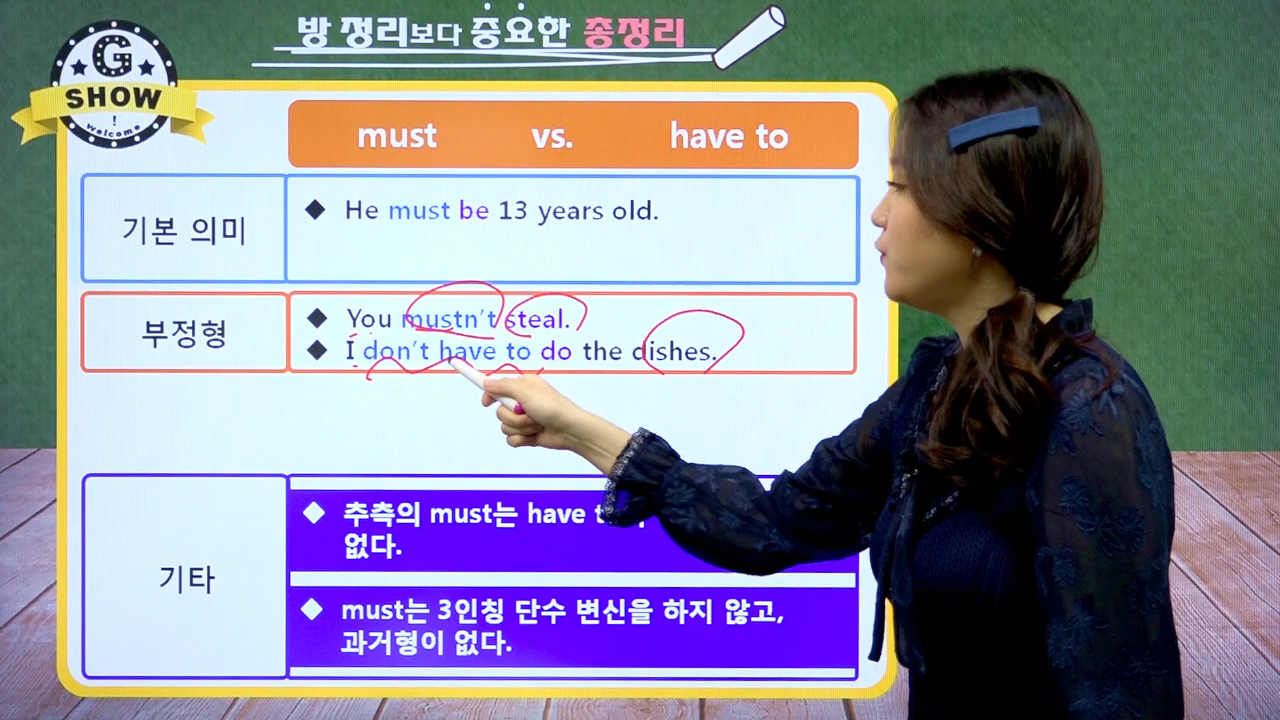 방 정리보다 중요한 총정리
G
SHOW
!
welcome
must vs. have to
기본 의미
◆ He must be 13 years old.
부정형
◆ You mustn't steal.
◆ I don't have to do the dishes.
기타
◆ 추측의 must는 have
없다.
◆ must는 3인칭 단수 변신을 하지 않고,
과거형이 없다.